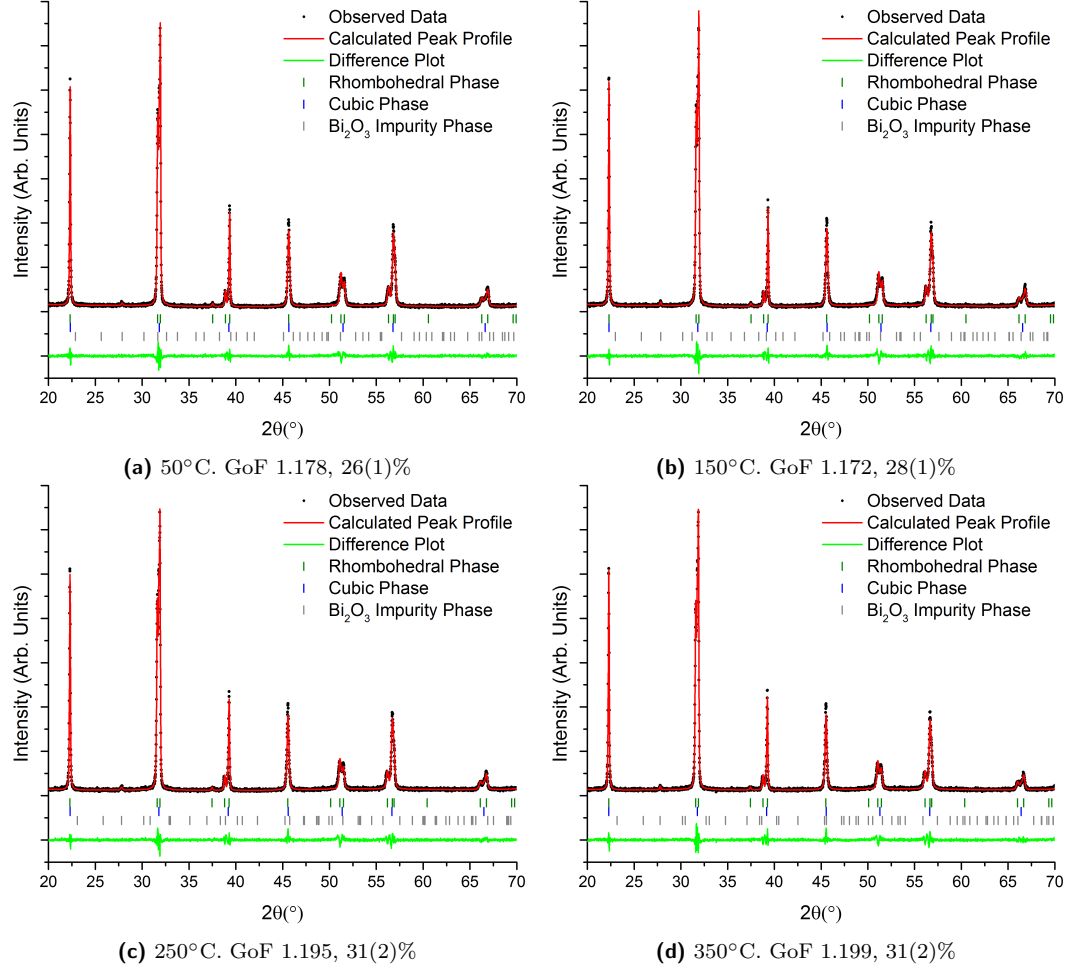 Intensity (Arb. Units)
Observed Data
Calculated Peak Profile
Difference Plot
Rhombohedral Phase
Cubic Phase
Bi₂O₃ Impurity Phase
20 25 30 35 40 45 50 55 60 65 70
2θ(°)
(a) 50°C. GoF 1.178, 26(1)%
Intensity (Arb. Units)
Observed Data
Calculated Peak Profile
Difference Plot
Rhombohedral Phase
Cubic Phase
Bi₂O₃ Impurity Phase
20 25 30 35 40 45 50 55 60 65 70
2θ(°)
(b) 150°C. GoF 1.172, 28(1)%
Intensity (Arb. Units)
Observed Data
Calculated Peak Profile
Difference Plot
Rhombohedral Phase
Cubic Phase
Bi₂O₃ Impurity Phase
20 25 30 35 40 45 50 55 60 65 70
2θ(°)
(c) 250°C. GoF 1.195, 31(2)%
Intensity (Arb. Units)
Observed Data
Calculated Peak Profile
Difference Plot
Rhombohedral Phase
Cubic Phase
Bi₂O₃ Impurity Phase
20 25 30 35 40 45 50 55 60 65 70
2θ(°)
(d) 350°C. GoF 1.199, 31(2)%